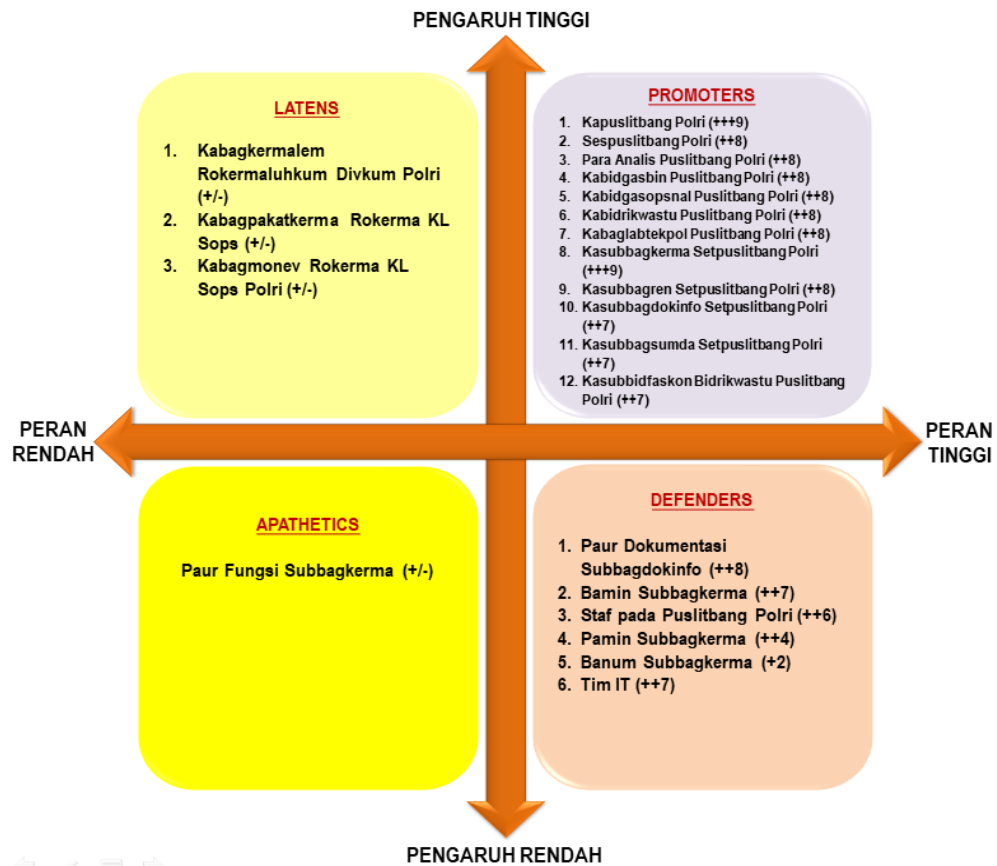 PENGARUH TINGGI
LATENS
1. Kabagkermalem
Rokermaluhkum Divkum Polri
(+/-)
2. Kabagpakatkerma Rokerma KL
Sops (+/-)
3. Kabagmonev Rokerma KL
Sops Polri (+/-)
PROMOTERS
1. Kapuslitbang Polri (+++9)
2. Sespuslitbang Polri (++8)
3. Para Analis Puslitbang Polri (++8)
4. Kabidgasbin Puslitbang Polri (++8)
5. Kabidgasopsnal Puslitbang Polri (++8)
6. Kabidrikwastu Puslitbang Polri (++8)
7. Kabaglabtekpol Puslitbang Polri (++8)
8. Kasubbagkerma Setpuslitbang Polri
(+++9)
9. Kasubbagren Setpuslitbang Polri (++8)
10. Kasubbagdokinfo Setpuslitbang Polri
(++7)
11. Kasubbagsumda Setpuslitbang Polri
(++7)
12. Kasubbidfaskon Bidrikwastu Puslitbang
Polri (++7)
PERAN
RENDAH
PERAN
TINGGI
APATHETICS
Paur Fungsi Subbagkerma (+/-)
DEFENDERS
1. Paur Dokumentasi
Subbagdokinfo (++8)
2. Bamin Subbagkerma (++7)
3. Staf pada Puslitbang Polri (++6)
4. Pamin Subbagkerma (++4)
5. Banum Subbagkerma (+2)
6. Tim IT (++7)
PENGARUH RENDAH